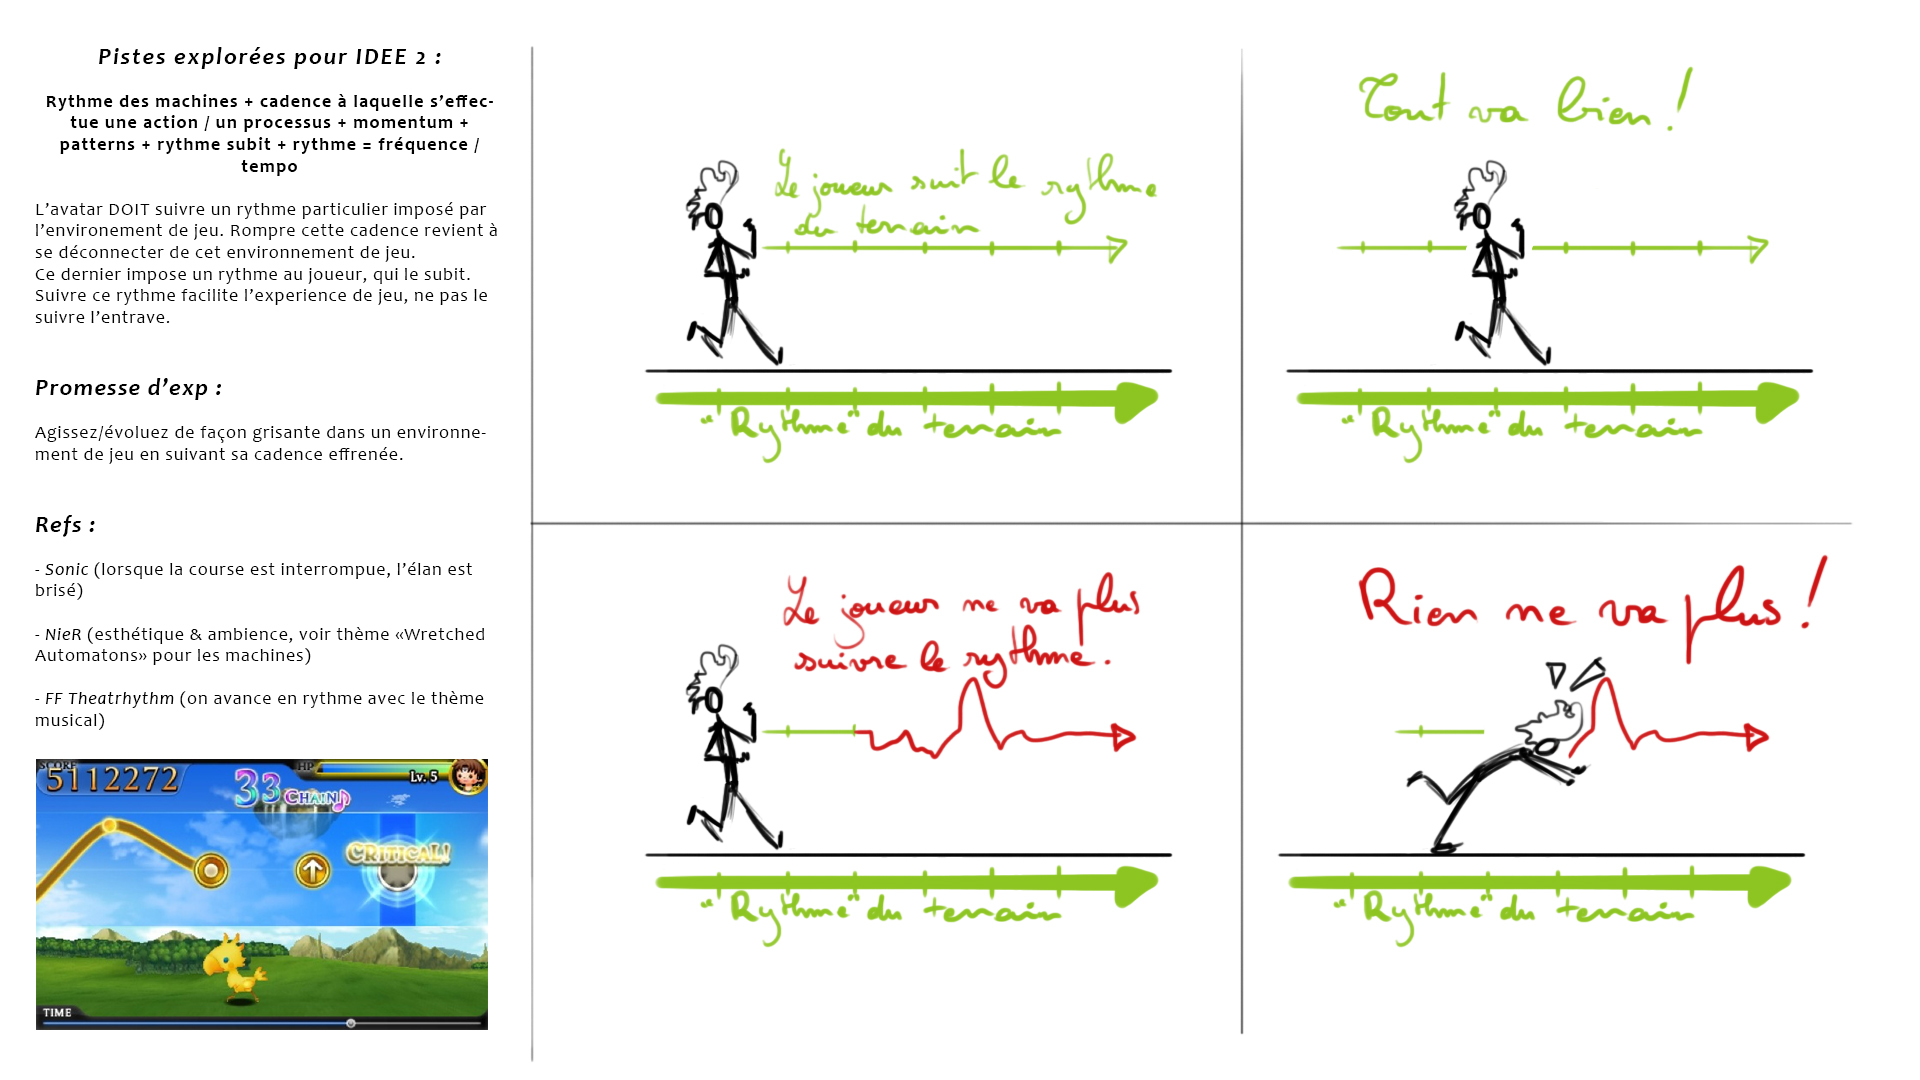 Pistes explorées pour IDEE 2 :
Rythme des machines + cadence à laquelle s'effec-
tue une action / un processus + momentum +
patterns + rythme subit + rythme = fréquence /
tempo
L'avatar DOIT suivre un rythme particulier imposé par
l'environement de jeu. Rompre cette cadence revient à
se déconnecter de cet environnement de jeu.
Ce dernier impose un rythme au joueur, qui le subit.
Suivre ce rythme facilite l'experience de jeu, ne pas le
suivre l'entrave.
Promesse d'exp :
Agissez/évoluez de façon grisante dans un environne-
ment de jeu en suivant sa cadence effrenée.
Refs :
- Sonic (lorsque la course est interrompue, l'élan est
brisé)
- NieR (esthétique & ambience, voir thème «Wretched
Automatons» pour les machines)
- FF Theatrhythm (on avance en rythme avec le thème
musical)
SCORE
5112272
33 CHAIN
HP
Lv. 5
CRITICAL!
TIME
Le joueur suit le rythme
du terrain
"Rythme" du terrain
Tout va bien !
"Rythme" du terrain
Le joueur ne va plus
suivre le rythme.
"Rythme" du terrain
Rien ne va plus !
"Rythme" du terrain